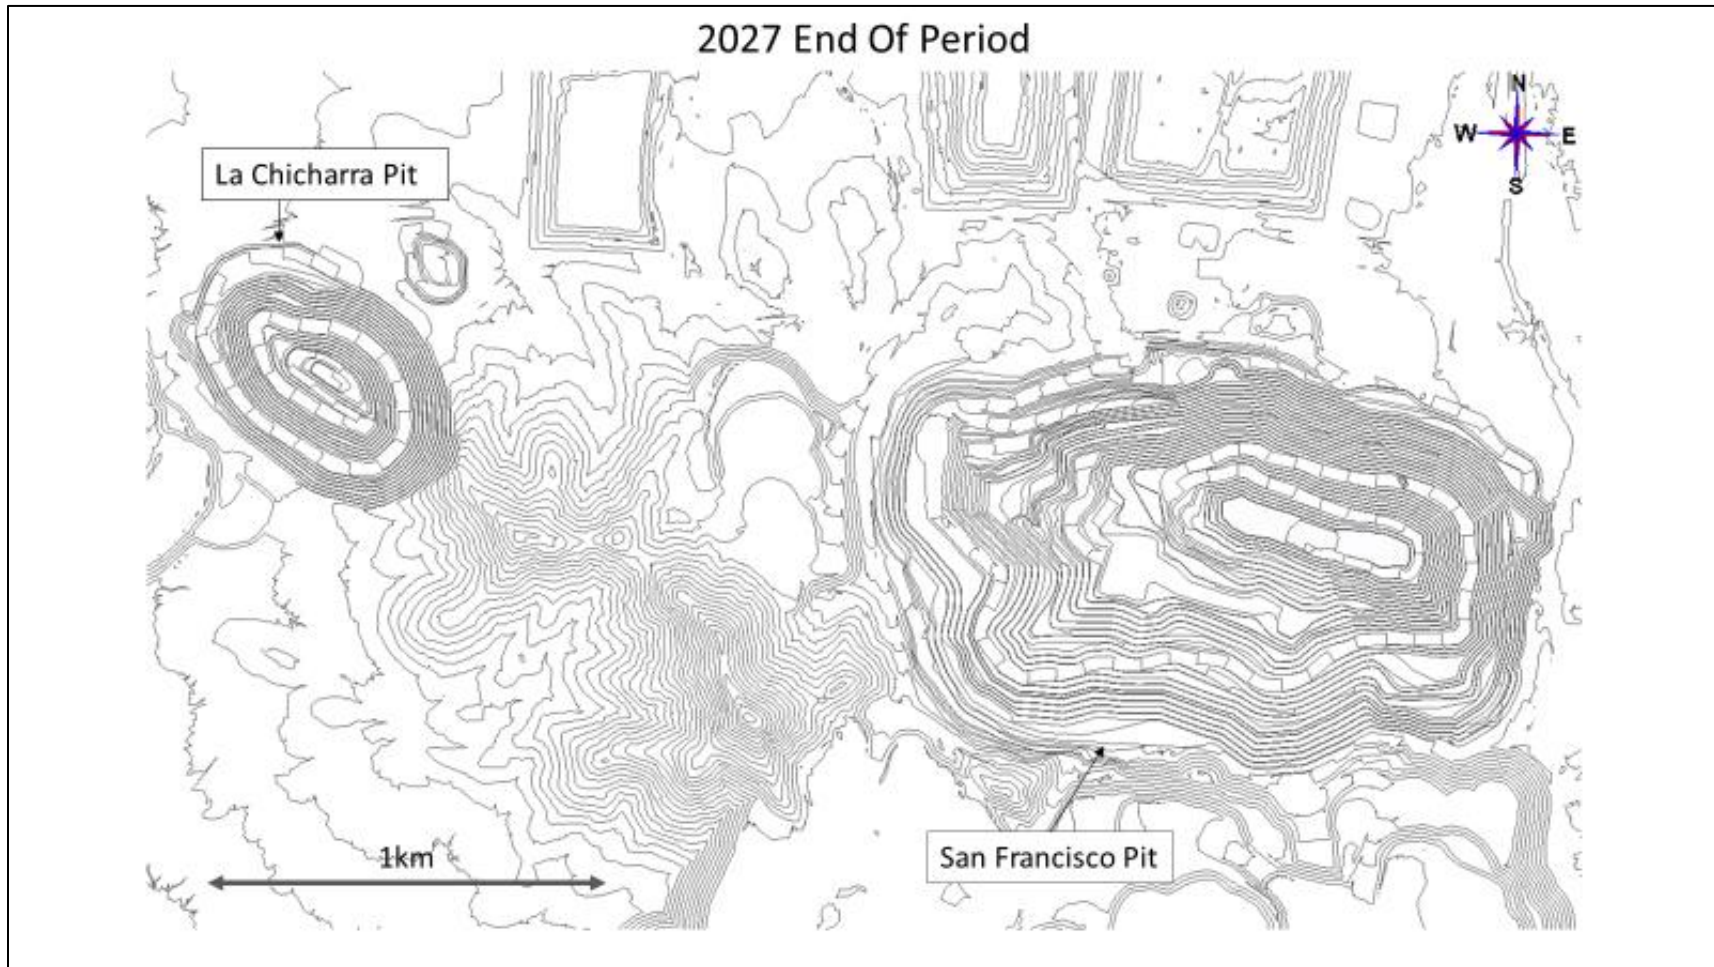 2027 End Of Period
N
W E
S
La Chicharra Pit
San Francisco Pit
1km